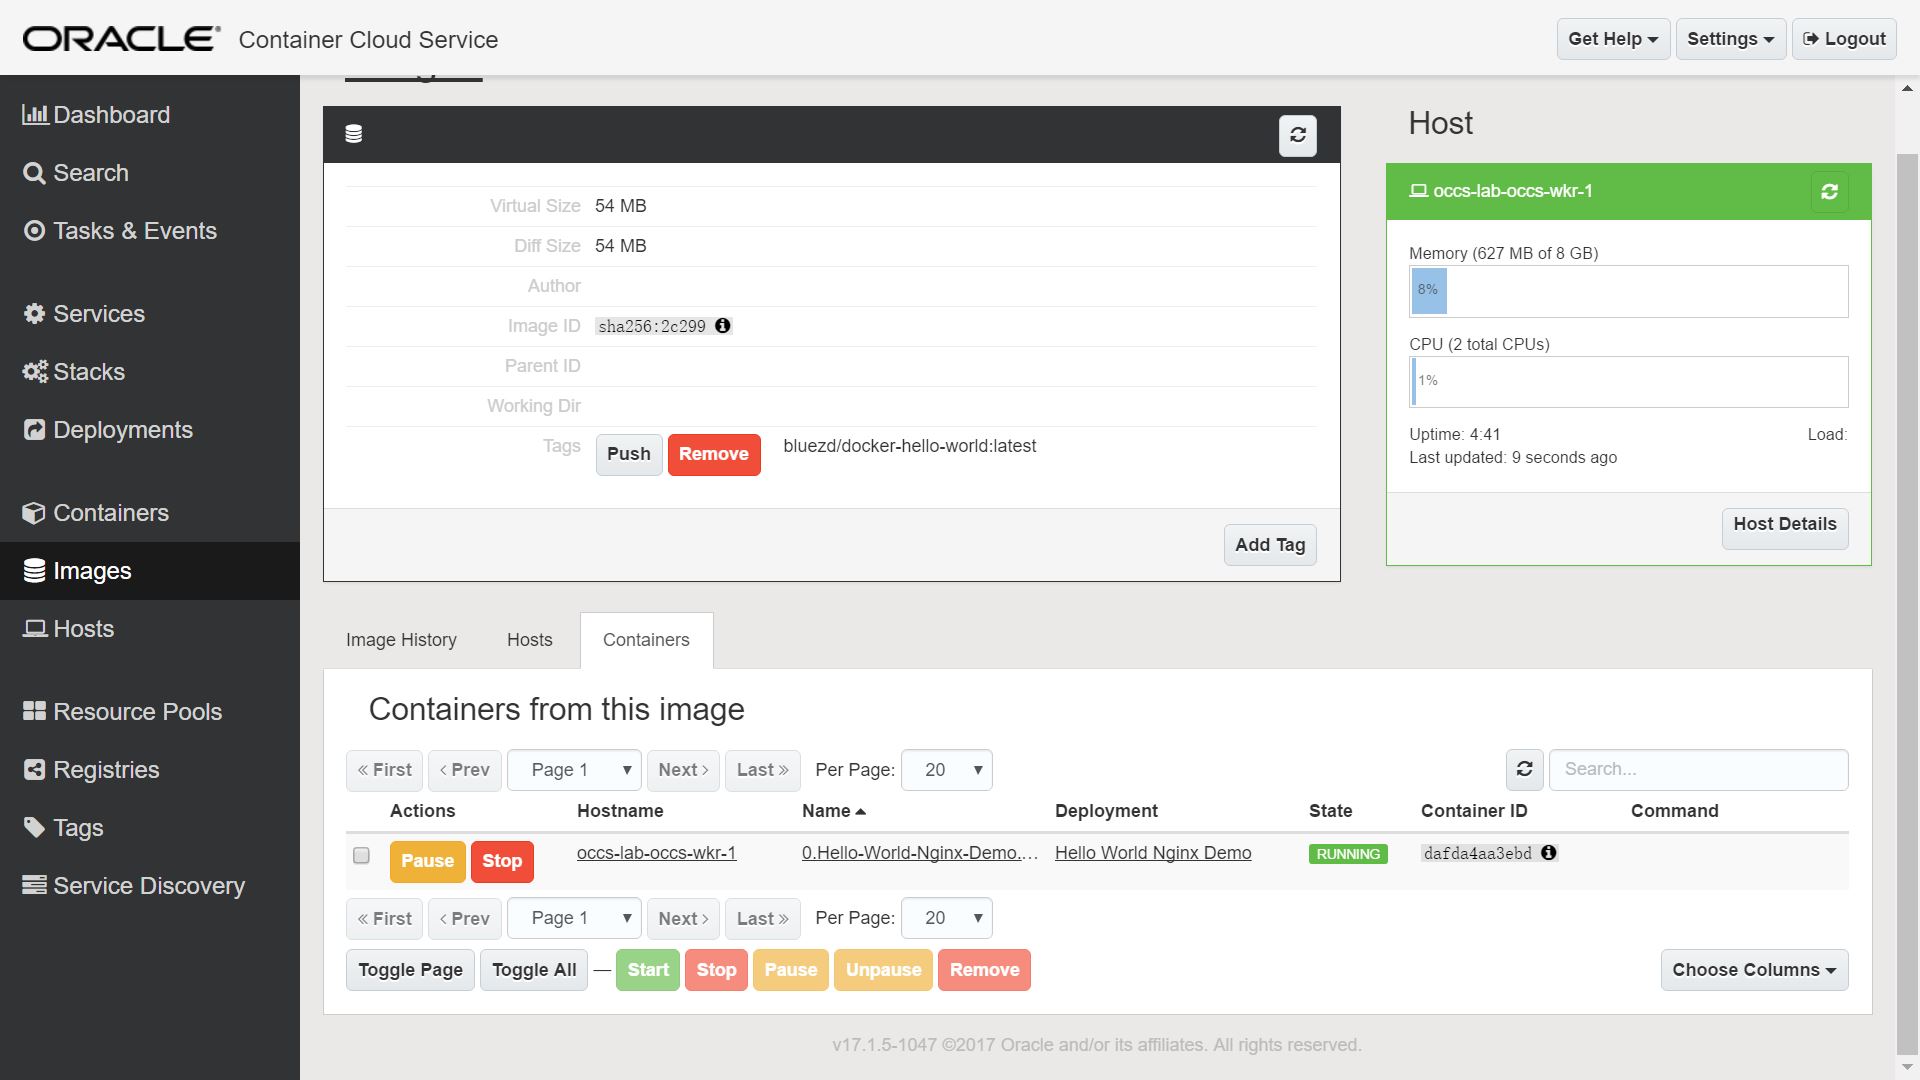 ORACLE® Container Cloud Service
Get Help
Settings
Logout
Dashboard
Search
Tasks & Events
Services
Stacks
Deployments
Containers
Images
Hosts
Resource Pools
Registries
Tags
Service Discovery
Virtual Size 54 MB
Diff Size 54 MB
Author
Image ID sha256:2c299
Parent ID
Working Dir
Tags Push Remove bluezd/docker-hello-world:latest
Add Tag
Host
occs-lab-occs-wkr-1
Memory (627 MB of 8 GB)
8%
CPU (2 total CPUs)
1%
Uptime: 4:41 Load:
Last updated: 9 seconds ago
Host Details
Image History Hosts Containers
Containers from this image
« First ‹ Prev Page 1 Next › Last » Per Page: 20 Search...
Actions Hostname Name Deployment State Container ID Command
Pause Stop occs-lab-occs-wkr-1 0.Hello-World-Nginx-Demo.... Hello World Nginx Demo RUNNING dafda4aa3ebd
« First ‹ Prev Page 1 Next › Last » Per Page: 20
Toggle Page Toggle All — Start Stop Pause Unpause Remove Choose Columns
v17.1.5-1047 ©2017 Oracle and/or its affiliates. All rights reserved.